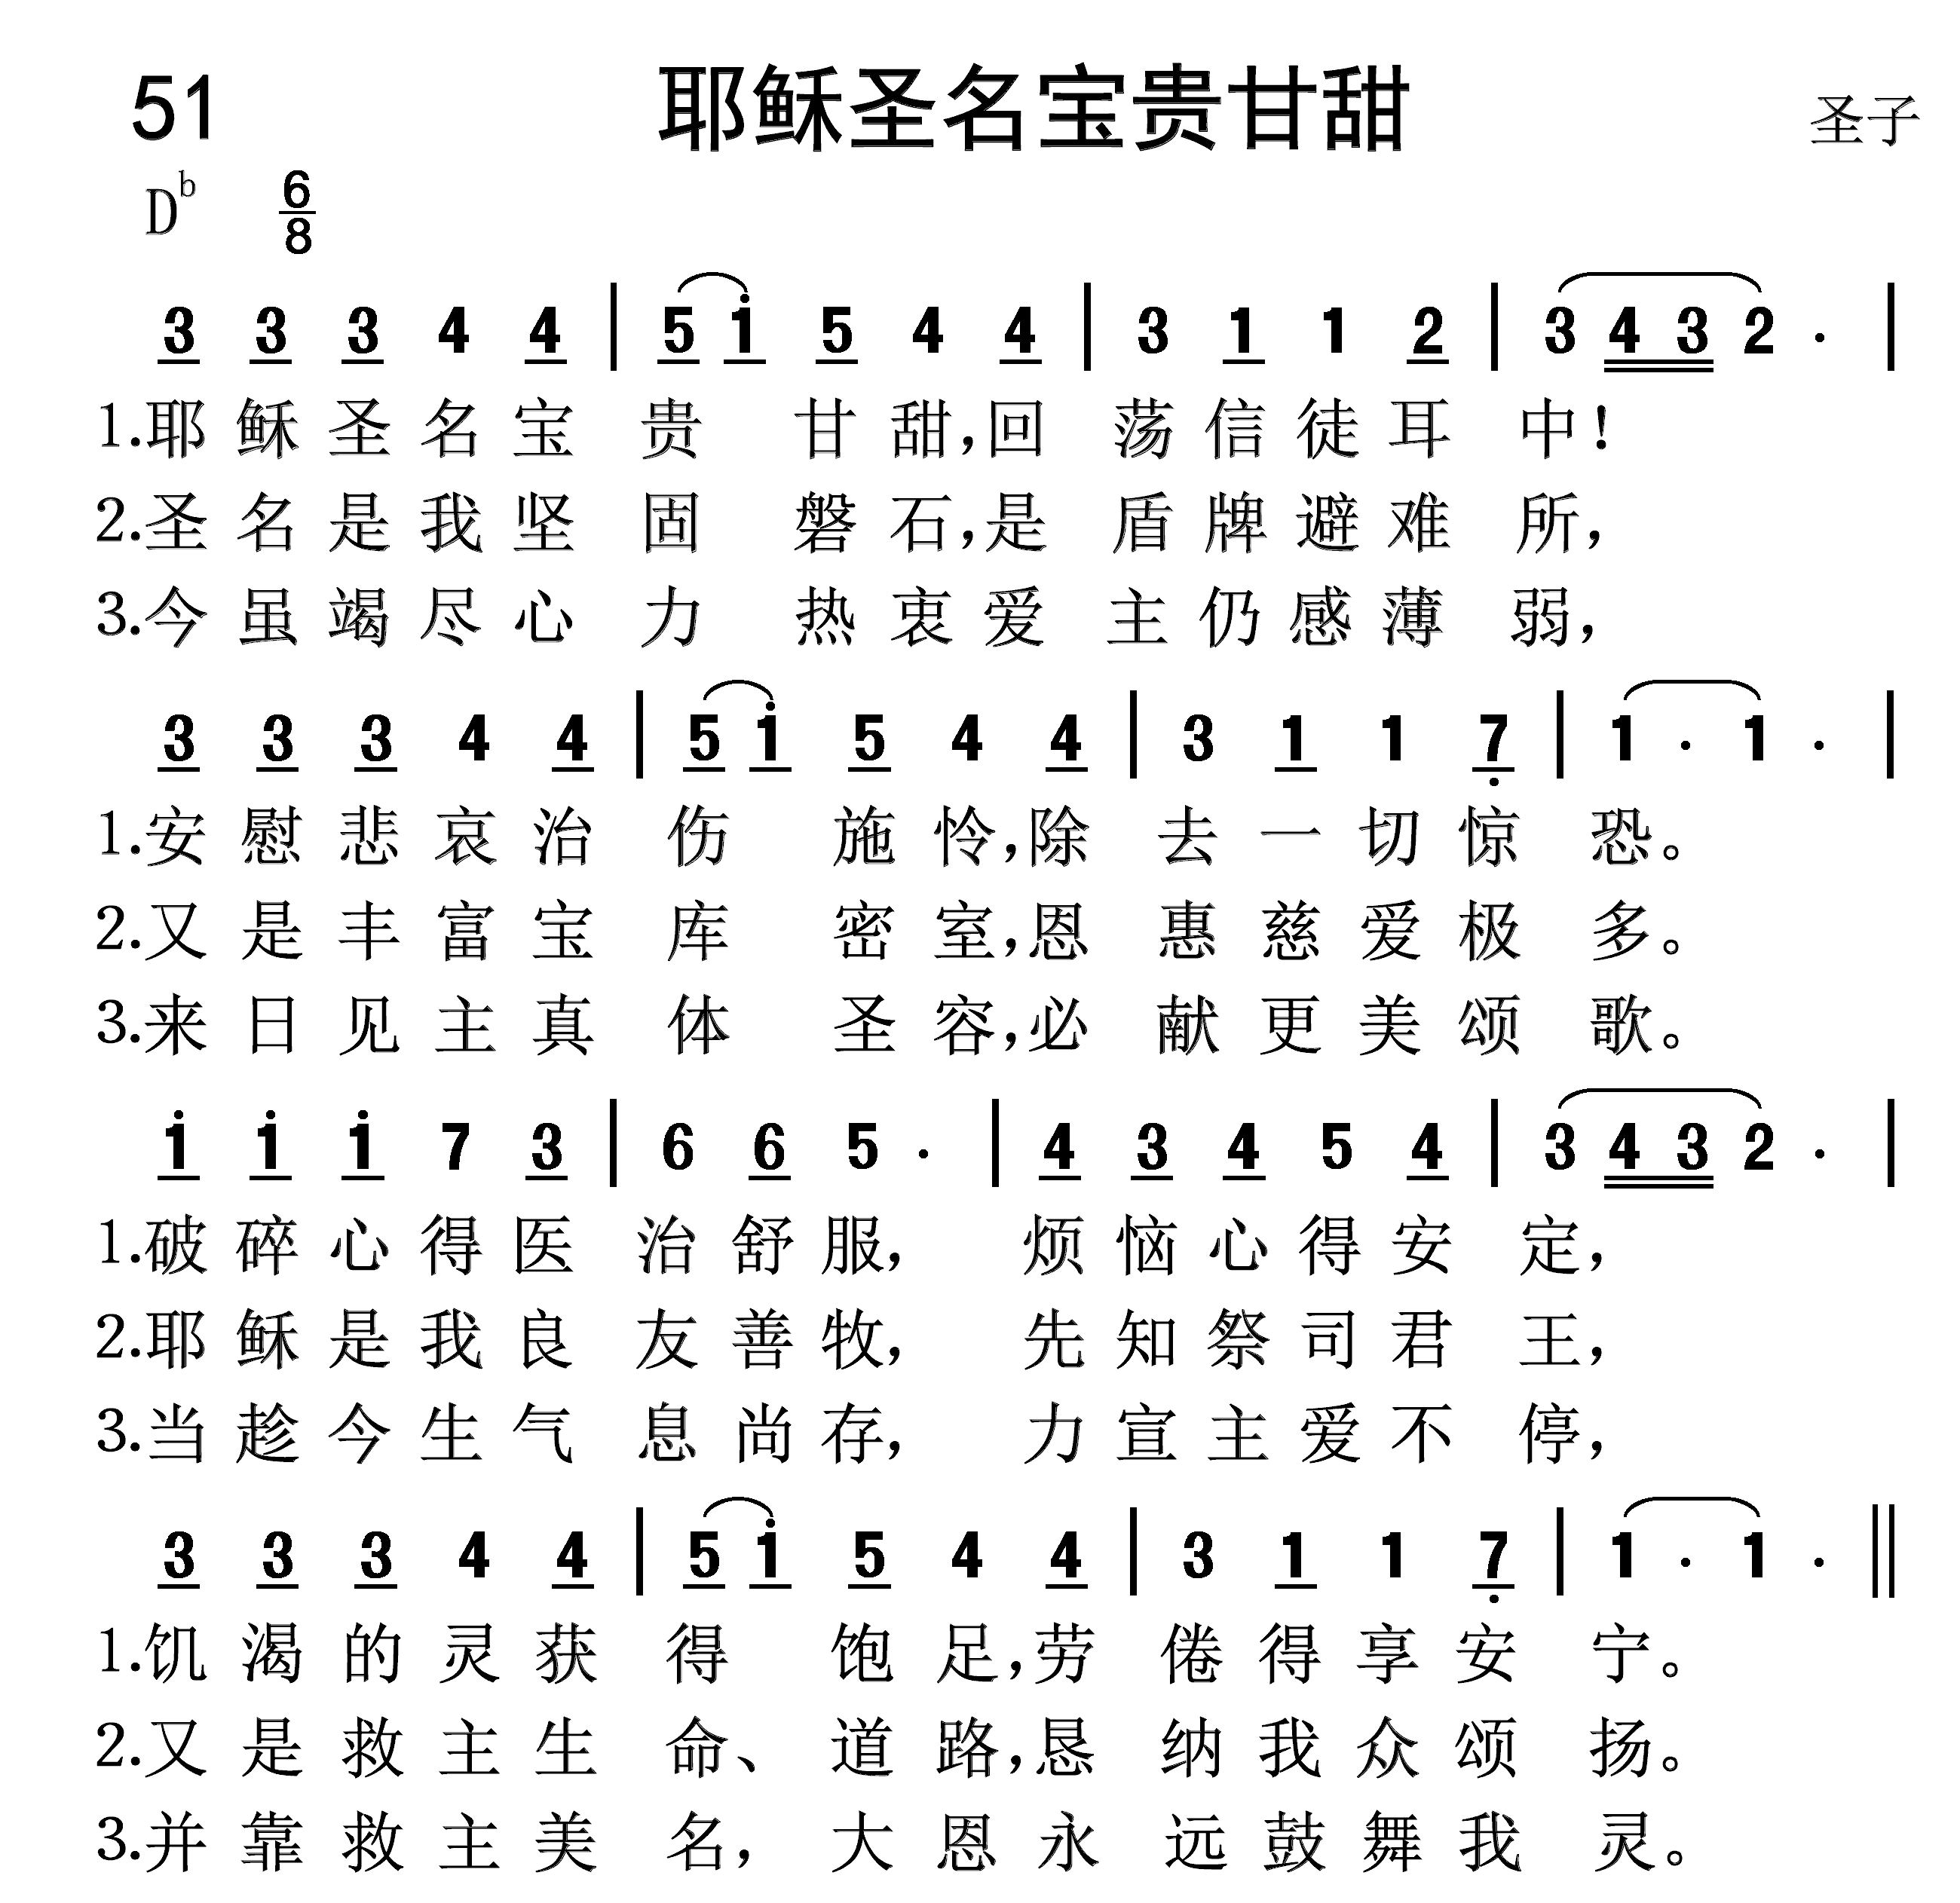 51 耶稣圣名宝贵甘甜 圣子
D♭ 6/8
3 3 3 4 4 | 5 i 5 4 4 | 3 1 1 2 | 3 4 3 2 · |
1.耶稣圣名宝贵甘甜,回荡信徒耳中!
2.圣名是我坚固磐石,是盾牌避难所,
3.今虽竭尽心力热衷爱主仍感薄弱,
3 3 3 4 4 | 5 i 5 4 4 | 3 1 1 7 | 1 · 1 · |
1.安慰悲哀治伤施怜,除去一切惊恐。
2.又是丰富宝库密室,恩惠慈爱极多。
3.来日见主真体圣容,必献更美颂歌。
i i i 7 3 | 6 6 5 · | 4 3 4 5 4 | 3 4 3 2 · |
1.破碎心得医治舒服,烦恼心得安定,
2.耶稣是我良友善牧,先知祭司君王,
3.当趁今生气息尚存,力宣主爱不停,
3 3 3 4 4 | 5 i 5 4 4 | 3 1 1 7 | 1 · 1 · ‖
1.饥渴的灵获得饱足,劳倦得享安宁。
2.又是救主生命、道路,恳纳我众颂扬。
3.并靠救主美名,大恩永远鼓舞我灵。